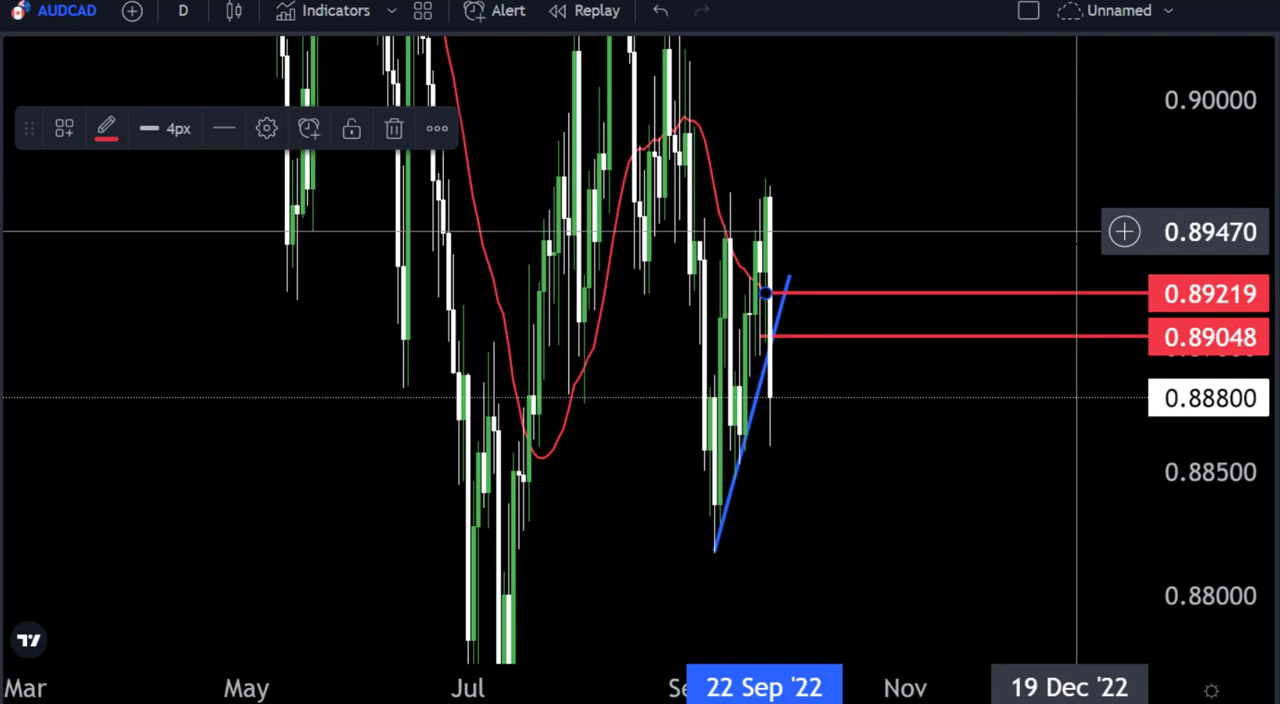 AUDCAD D Indicators Alert Replay Unnamed
0.90000
4px
0.89470
0.89219
0.89048
0.88800
0.88500
0.88000
Mar May Jul Se 22 Sep '22 Nov 19 Dec '22